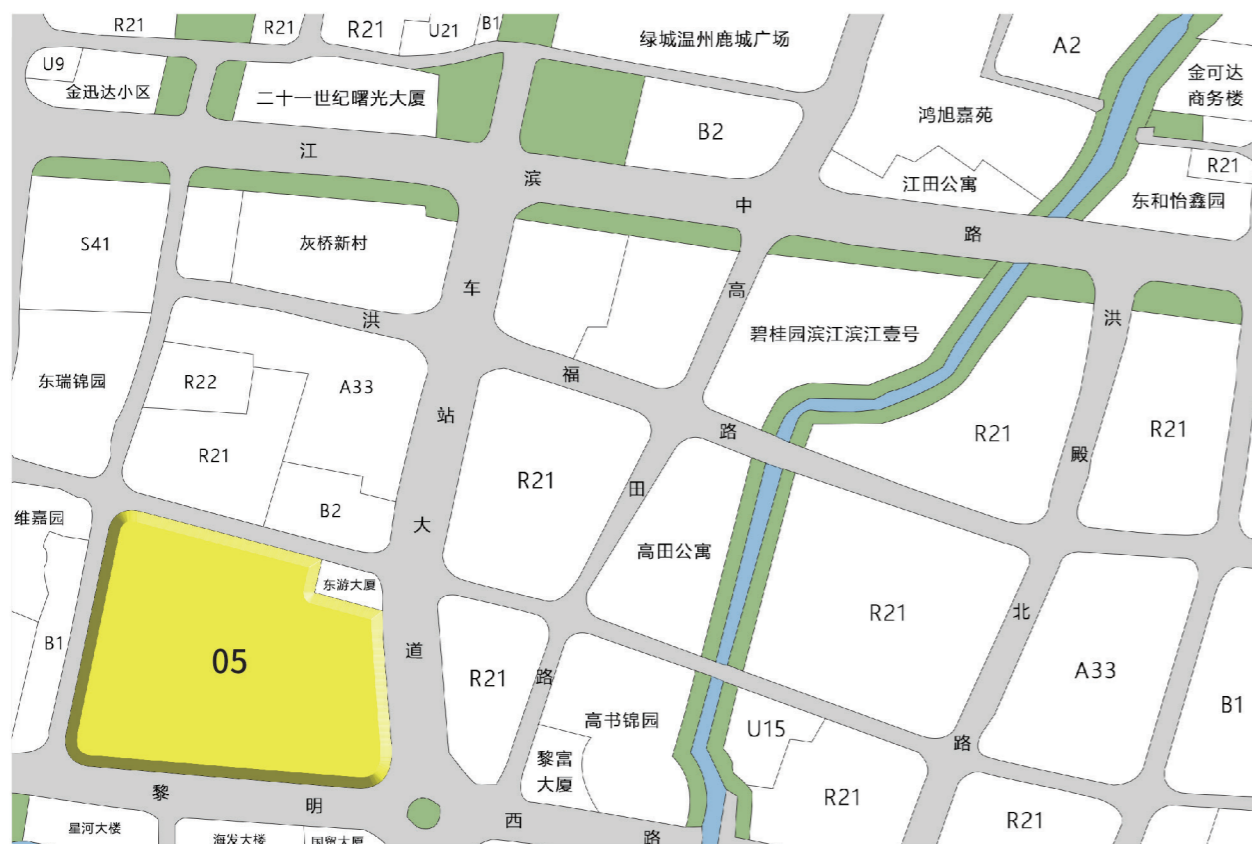 R21
R21
R21
U21
B1
绿城温州鹿城广场
A2
U9
金迅达小区
二十一世纪曙光大厦
B2
鸿旭嘉苑
金可达
商务楼
江滨中路
江田公寓
R21
东和怡鑫园
S41
灰桥新村
车站大道
洪福路
高田路
碧桂园滨江滨江壹号
洪殿北路
东瑞锦园
R22
A33
R21
B2
R21
R21
R21
维嘉园
B1
05
东游大厦
高田公寓
R21
R21
A33
B1
高书锦园
黎富
大厦
U15
R21
R21
黎明西路
星河大楼
海发大楼
国贸大厦